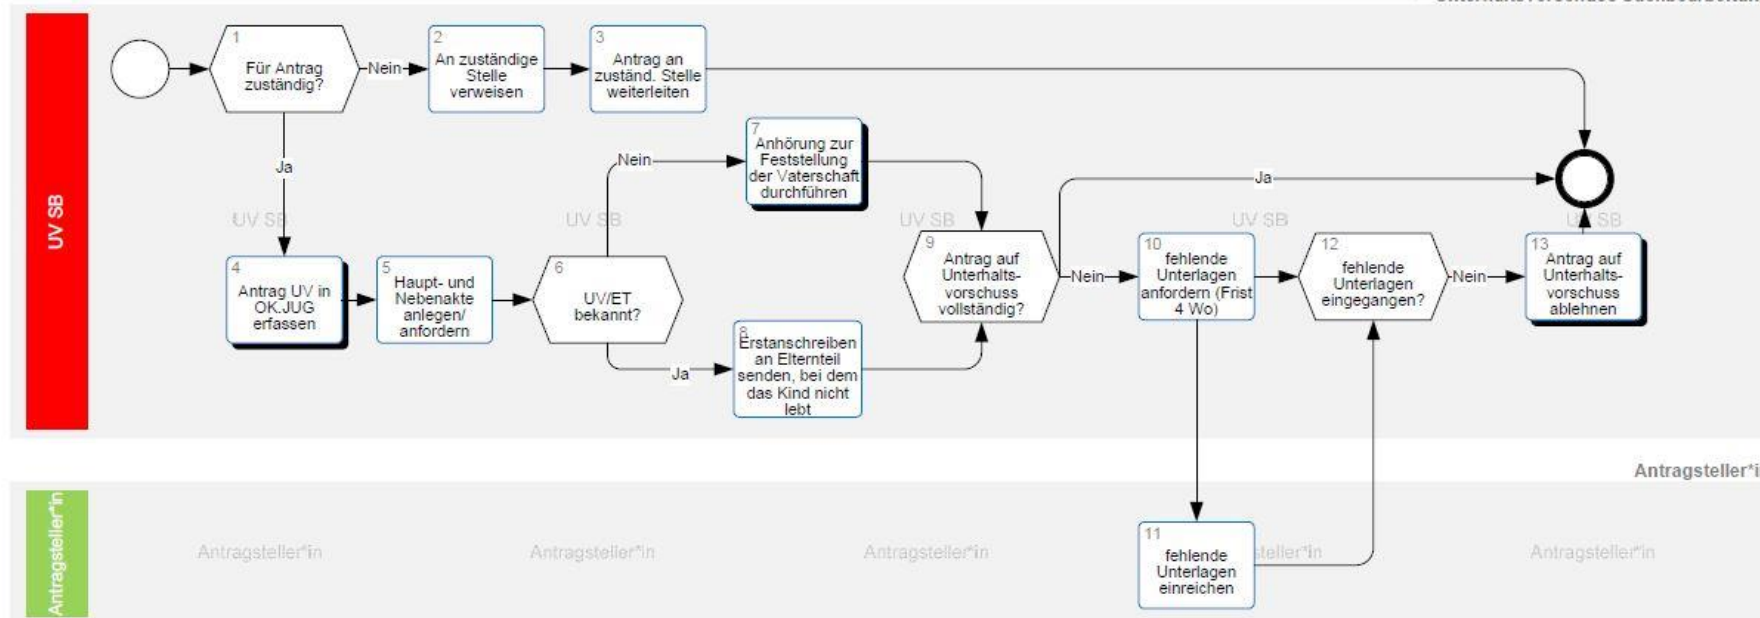 UV SB
1
Für Antrag
zuständig?
Nein
2
An zuständige
Stelle
verweisen
3
Antrag an
zuständ. Stelle
weiterleiten
Ja
7
Anhörung zur
Feststellung
der Vaterschaft
durchführen
Nein
Ja
UV SB
UV SB
UV SB
UV SB
UV SB
4
Antrag UV in
OK.JUG
erfassen
5
Haupt- und
Nebenakte
anlegen/
anfordern
6
UV/ET
bekannt?
Ja
8
Erstanschreiben
an Elternteil
senden, bei dem
das Kind nicht
lebt
9
Antrag auf
Unterhalts-
vorschuss
vollständig?
Nein
10
fehlende
Unterlagen
anfordern (Frist
4 Wo)
12
fehlende
Unterlagen
eingegangen?
Nein
13
Antrag auf
Unterhalts-
vorschuss
ablehnen
Antragsteller*i
Antragsteller*in
Antragsteller*in
Antragsteller*in
Antragsteller*in
11
fehlende
Unterlagen
einreichen
steller*in
Antragsteller*in